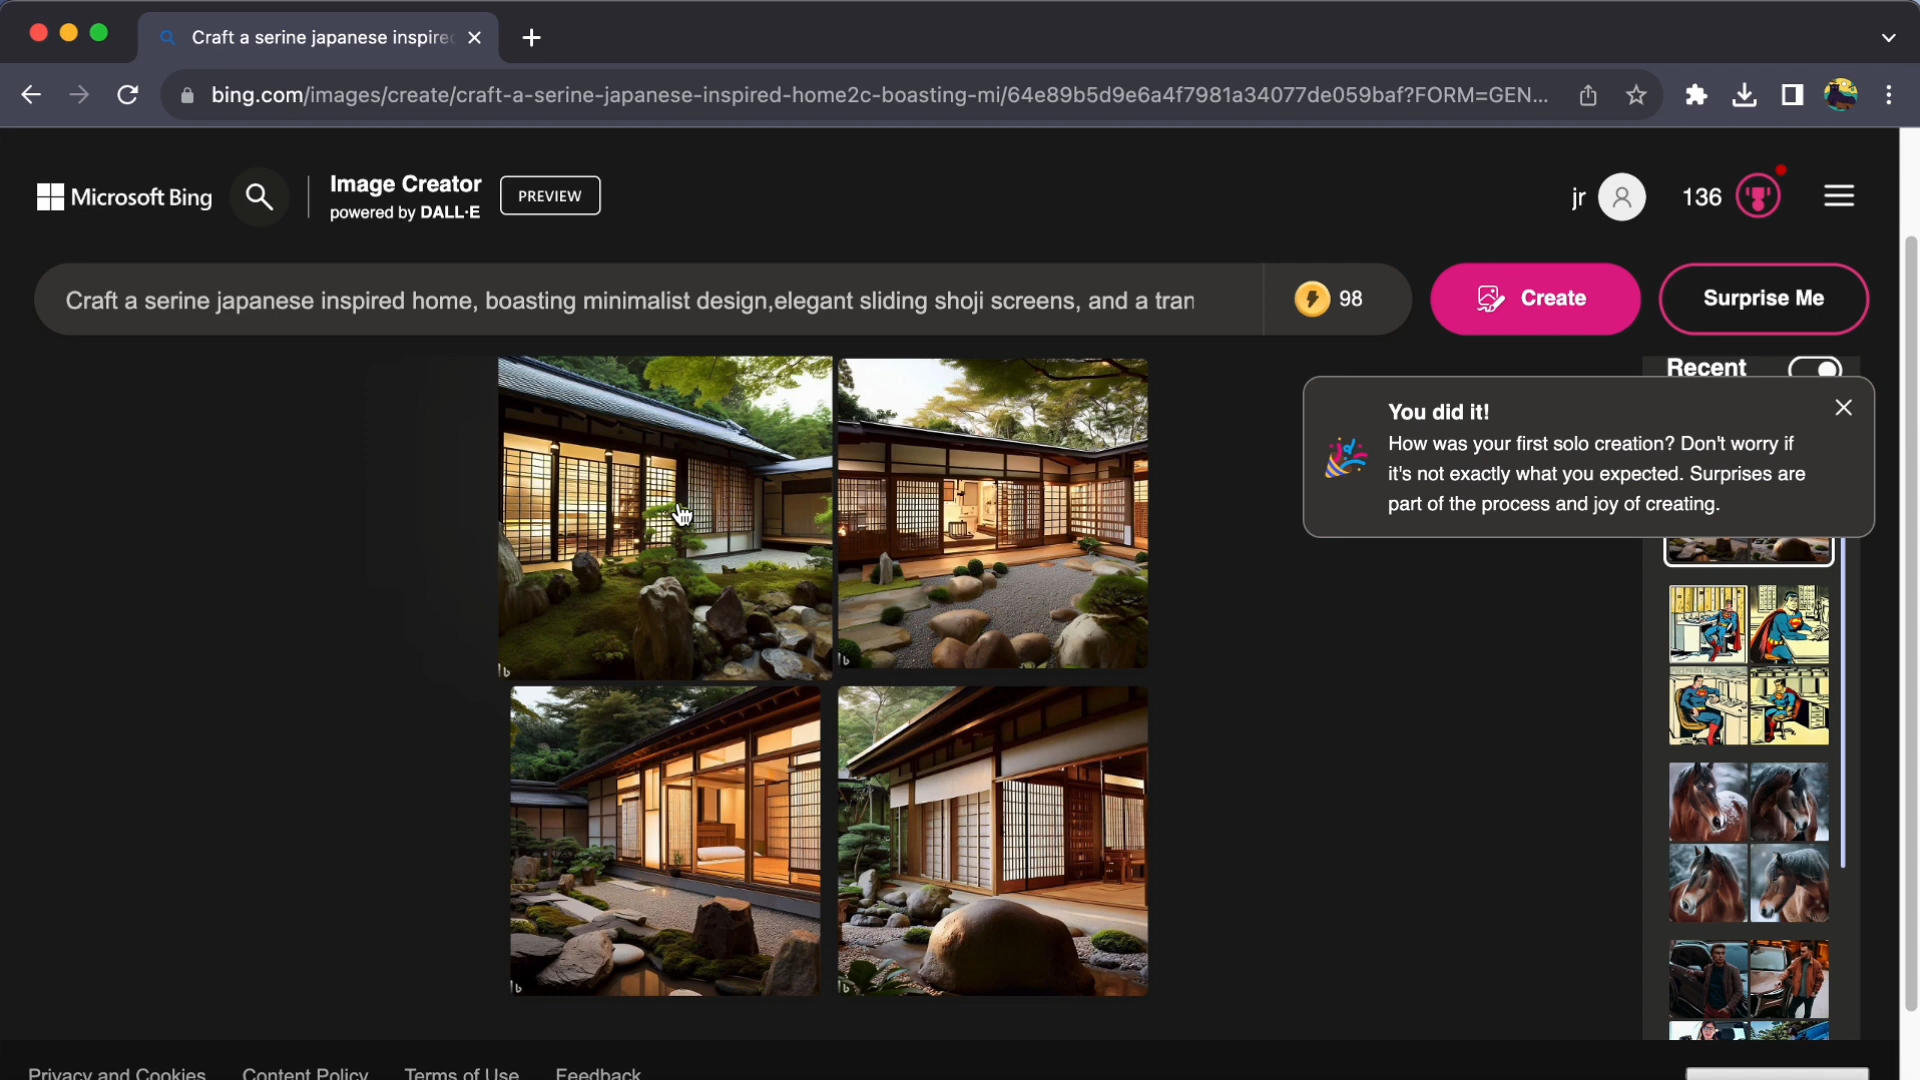 Craft a serine japanese inspire
bing.com/images/create/craft-a-serine-japanese-inspired-home2c-boasting-mi/64e89b5d9e6a4f7981a34077de059baf?FORM=GEN...
Microsoft Bing
Image Creator
powered by DALL·E
PREVIEW
jr
136
Craft a serine japanese inspired home, boasting minimalist design,elegant sliding shoji screens, and a tran
98
Create
Surprise Me
Recent
You did it!
How was your first solo creation? Don't worry if
it's not exactly what you expected. Surprises are
part of the process and joy of creating.
Privacy and Cookies
Content Policy
Terms of Use
Feedback